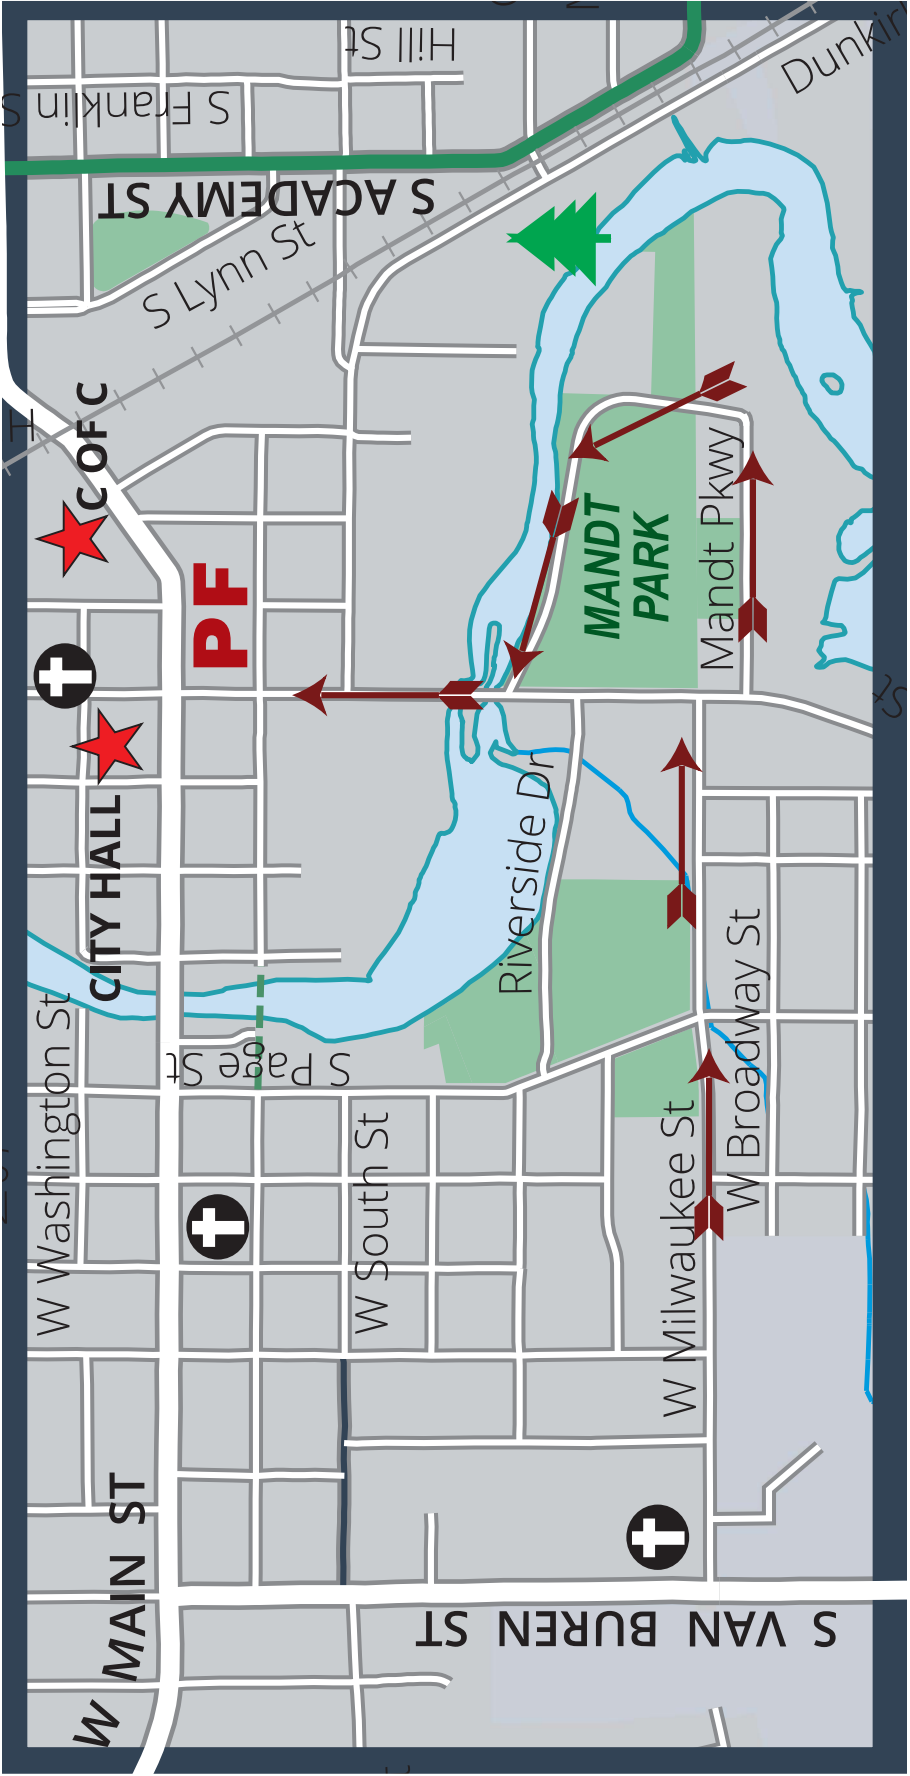 Hill St
S Franklin S
S ACADEMY ST
Dunkirk
S Lynn St
H
C OF C
PF
MANDT
PARK
Mandt Pkwy
St
CITY HALL
Riverside Dr
W Washington St
S Page St
W South St
W Milwaukee St
W Broadway St
W MAIN ST
S VAN BUREN ST